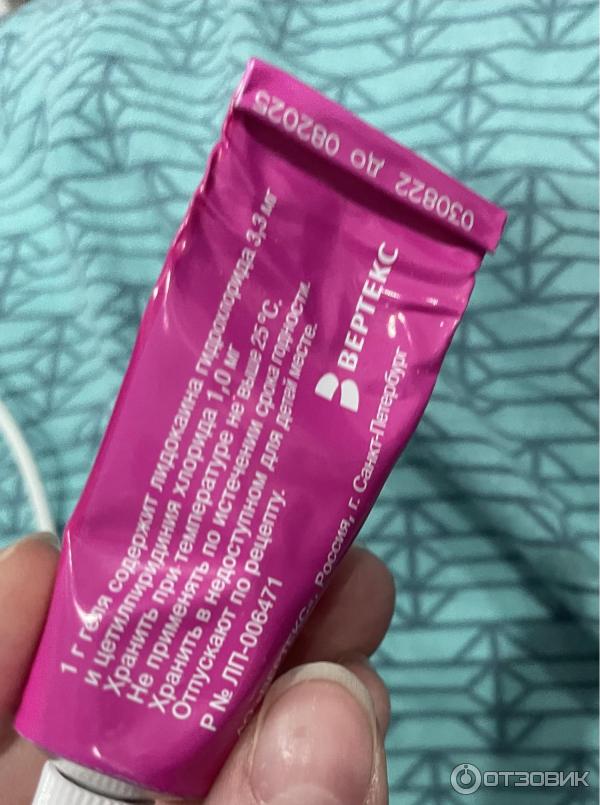 030822 ДО 082025
1 г геля содержит лидокаина гидрохлорида 3,3 мг
и цетилпиридиния хлорида 1,0 мг
Хранить при температуре не выше 25°C.
Не применять по истечении срока годности.
Хранить в недоступном для детей месте.
Отпускают по рецепту.
Р № ЛП-006471
ВЕРТЕКС
Россия, г. Санкт-Петербург
ОТЗОВИК